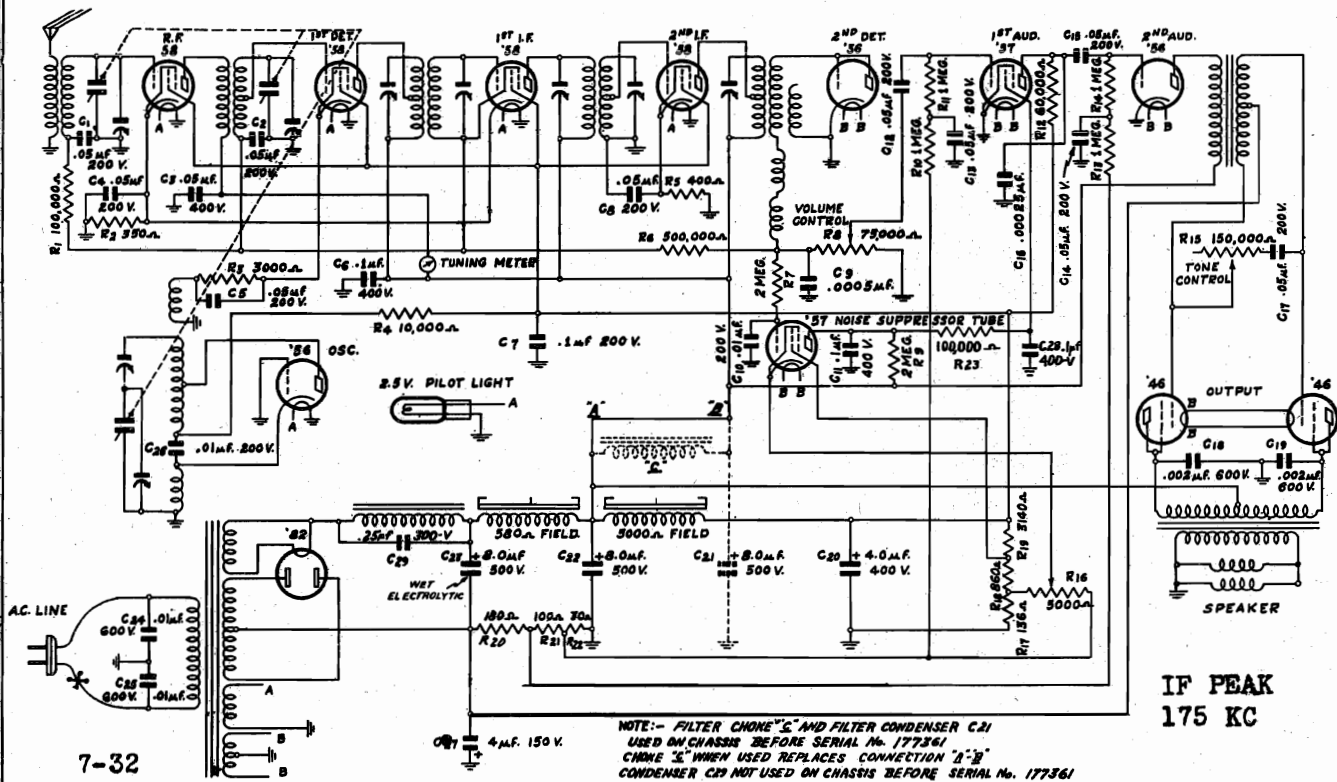 R.F.
58
1ST DET.
'58
1ST I.F.
'58
2ND I.F.
'58
2ND DET.
'56
1ST AUD.
'37
C15 .05µf.
200V.
2ND AUD.
'56
C1
.05µf
200 V.
C2
.05µf
200V.
C12 .05µf 200V.
R11 1 MEG.
C13 .05µf. 200V.
R12 60,000Ω
R14 1 MEG.
R10 1 MEG.
R13 1 MEG.
C14 .05µf 200 V.
C16 .00025µf.
R1 100,000Ω
C4 .05µf
200 V.
R2 350Ω
C3 .05µf.
400V.
.05µf
C8 200 V.
R5 400Ω
VOLUME
CONTROL
R8 75,000Ω
R6 500,000Ω
C9
.0005µf.
R7
2 MEG.
TUNING METER
R15 150,000Ω
TONE
CONTROL
200V.
C17 .05µf.
R3 3000Ω
C5 .05µf
200V.
C6 .1µf.
400V.
R4 10,000Ω
C7 .1µf 200 V.
'57 NOISE SUPPRESSOR TUBE
200 V.
C10 .01µf.
C11 .1µf
400 V.
2 MEG.
R9
100,000Ω
R23
C28 .1µf
400-V
'56 OSC.
A
2.5V. PILOT LIGHT
A
"A"
"B"
"C"
'46
OUTPUT
'46
B
B
C18
.002µf. 600V.
C19
.002µf
600 V.
C26 .01µf. 200V.
'82
.25µf 300-V
C29
580Ω FIELD
5000Ω FIELD
C23 + 8.0µf.
500 V.
WET
ELECTROLYTIC
C22 + 8.0µf.
500V.
C21 + 8.0µf
500 V.
C20 + 4.0µf.
400 V.
R19 3140Ω
R18 860Ω
R17 136Ω
R16
5000Ω
SPEAKER
A.C. LINE
C24 .01µf.
600V.
C25 .01µf.
600V.
180Ω
R20
100Ω
R21
30Ω
R22
A
B
B
4µf. 150 V.
7-32
IF PEAK
175 KC
NOTE:- FILTER CHOKE "C" AND FILTER CONDENSER C21
USED ON CHASSIS BEFORE SERIAL No. 177361
CHOKE "C" WHEN USED REPLACES CONNECTION "A"-"B"
CONDENSER C29 NOT USED ON CHASSIS BEFORE SERIAL No. 177361